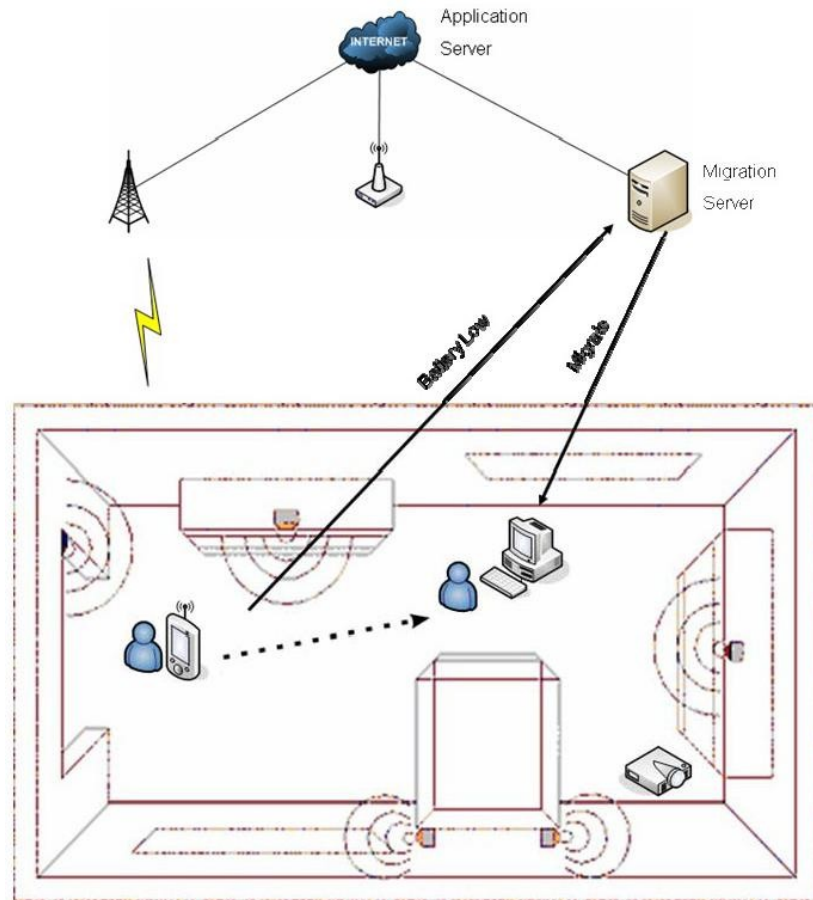 Application
INTERNET
Server
Migration
Server
Battery Low
Migrate